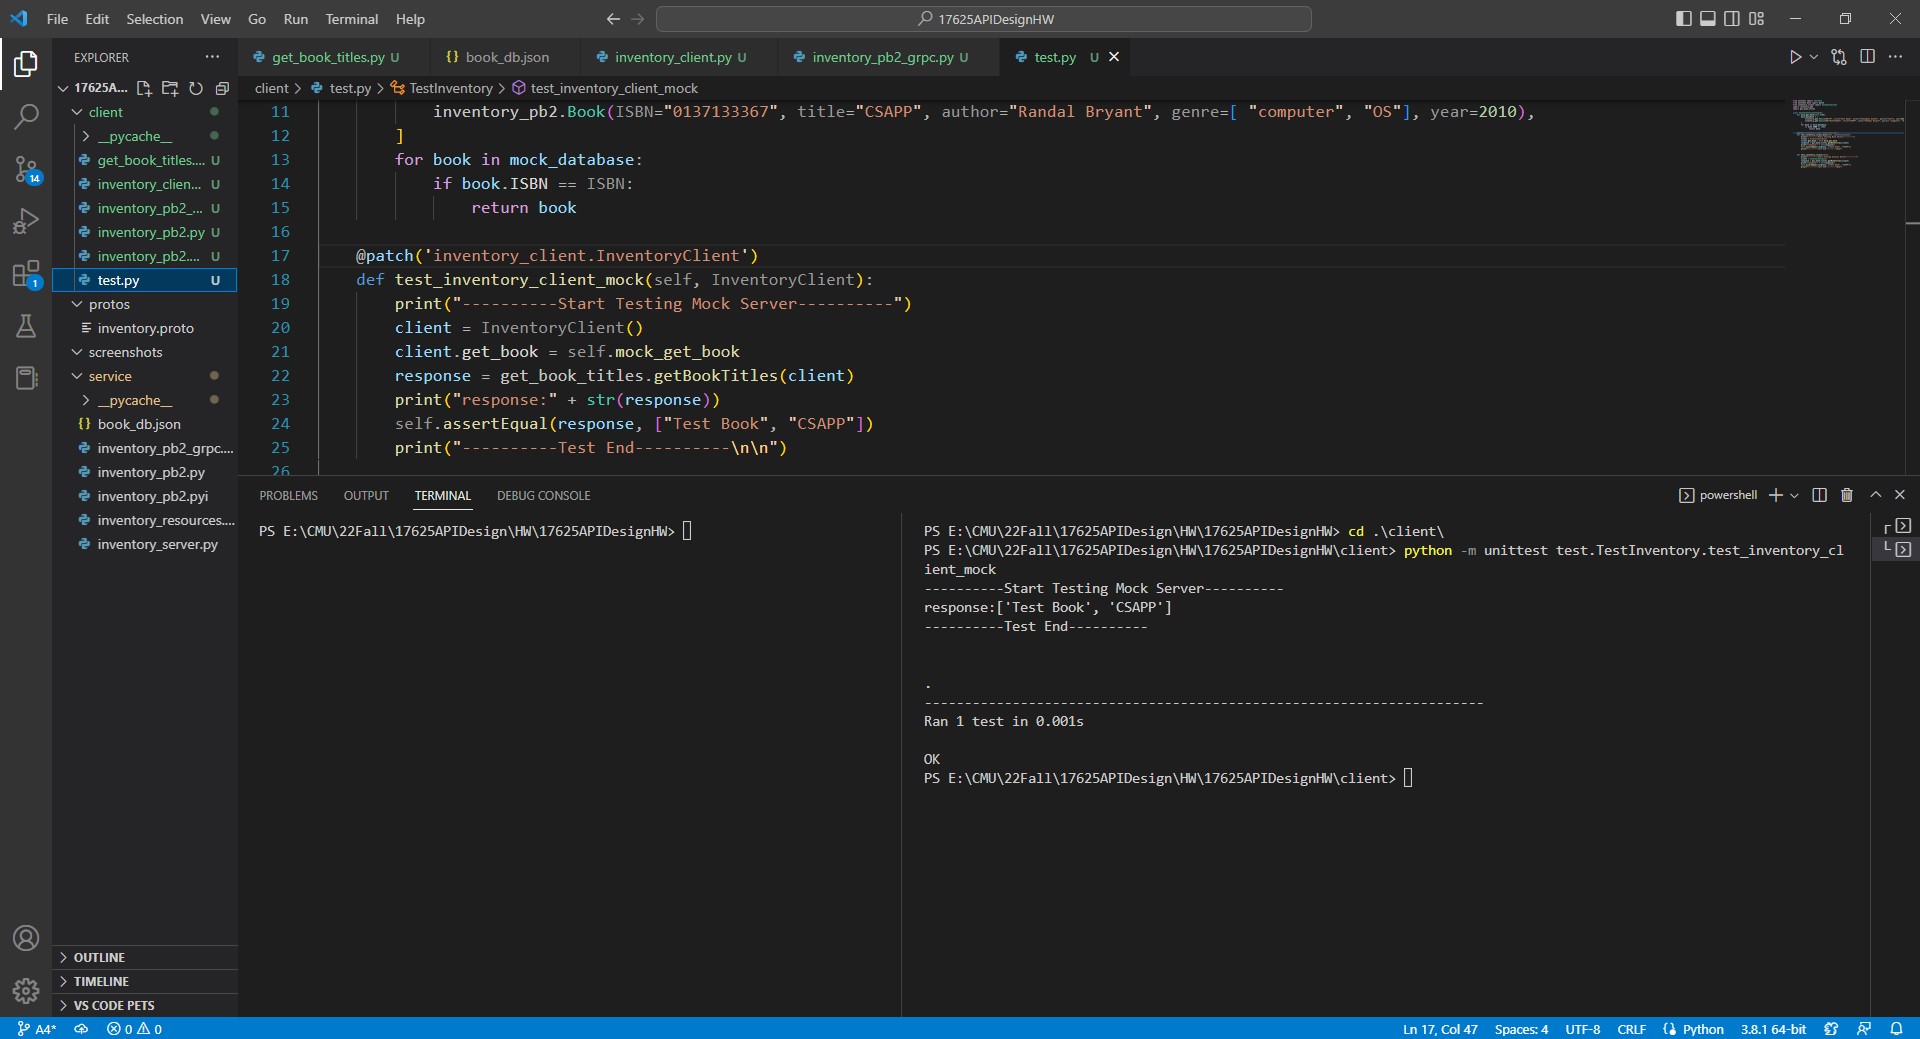 File Edit Selection View Go Run Terminal Help
17625APIDesignHW
EXPLORER
17625A...
client
__pycache__
get_book_titles.... U
inventory_clien... U
inventory_pb2_... U
inventory_pb2.py U
inventory_pb2.... U
test.py U
protos
inventory.proto
screenshots
service
__pycache__
book_db.json
inventory_pb2_grpc....
inventory_pb2.py
inventory_pb2.pyi
inventory_resources....
inventory_server.py
OUTLINE
TIMELINE
VS CODE PETS
14
1
get_book_titles.py U book_db.json inventory_client.py U inventory_pb2_grpc.py U test.py U
client > test.py > TestInventory > test_inventory_client_mock
11 inventory_pb2.Book(ISBN="0137133367", title="CSAPP", author="Randal Bryant", genre=[ "computer", "OS"], year=2010),
12 ]
13 for book in mock_database:
14 if book.ISBN == ISBN:
15 return book
16
17 @patch('inventory_client.InventoryClient')
18 def test_inventory_client_mock(self, InventoryClient):
19 print("----------Start Testing Mock Server----------")
20 client = InventoryClient()
21 client.get_book = self.mock_get_book
22 response = get_book_titles.getBookTitles(client)
23 print("response:" + str(response))
24 self.assertEqual(response, ["Test Book", "CSAPP"])
25 print("----------Test End----------\n\n")
26
PROBLEMS OUTPUT TERMINAL DEBUG CONSOLE
powershell
PS E:\CMU\22Fall\17625APIDesign\HW\17625APIDesignHW>
PS E:\CMU\22Fall\17625APIDesign\HW\17625APIDesignHW> cd .\client\
PS E:\CMU\22Fall\17625APIDesign\HW\17625APIDesignHW\client> python -m unittest test.TestInventory.test_inventory_cl
ient_mock
----------Start Testing Mock Server----------
response:['Test Book', 'CSAPP']
----------Test End----------
.
----------------------------------------------------------------------
Ran 1 test in 0.001s
OK
PS E:\CMU\22Fall\17625APIDesign\HW\17625APIDesignHW\client>
A4* 0 0
Ln 17, Col 47 Spaces: 4 UTF-8 CRLF Python 3.8.1 64-bit